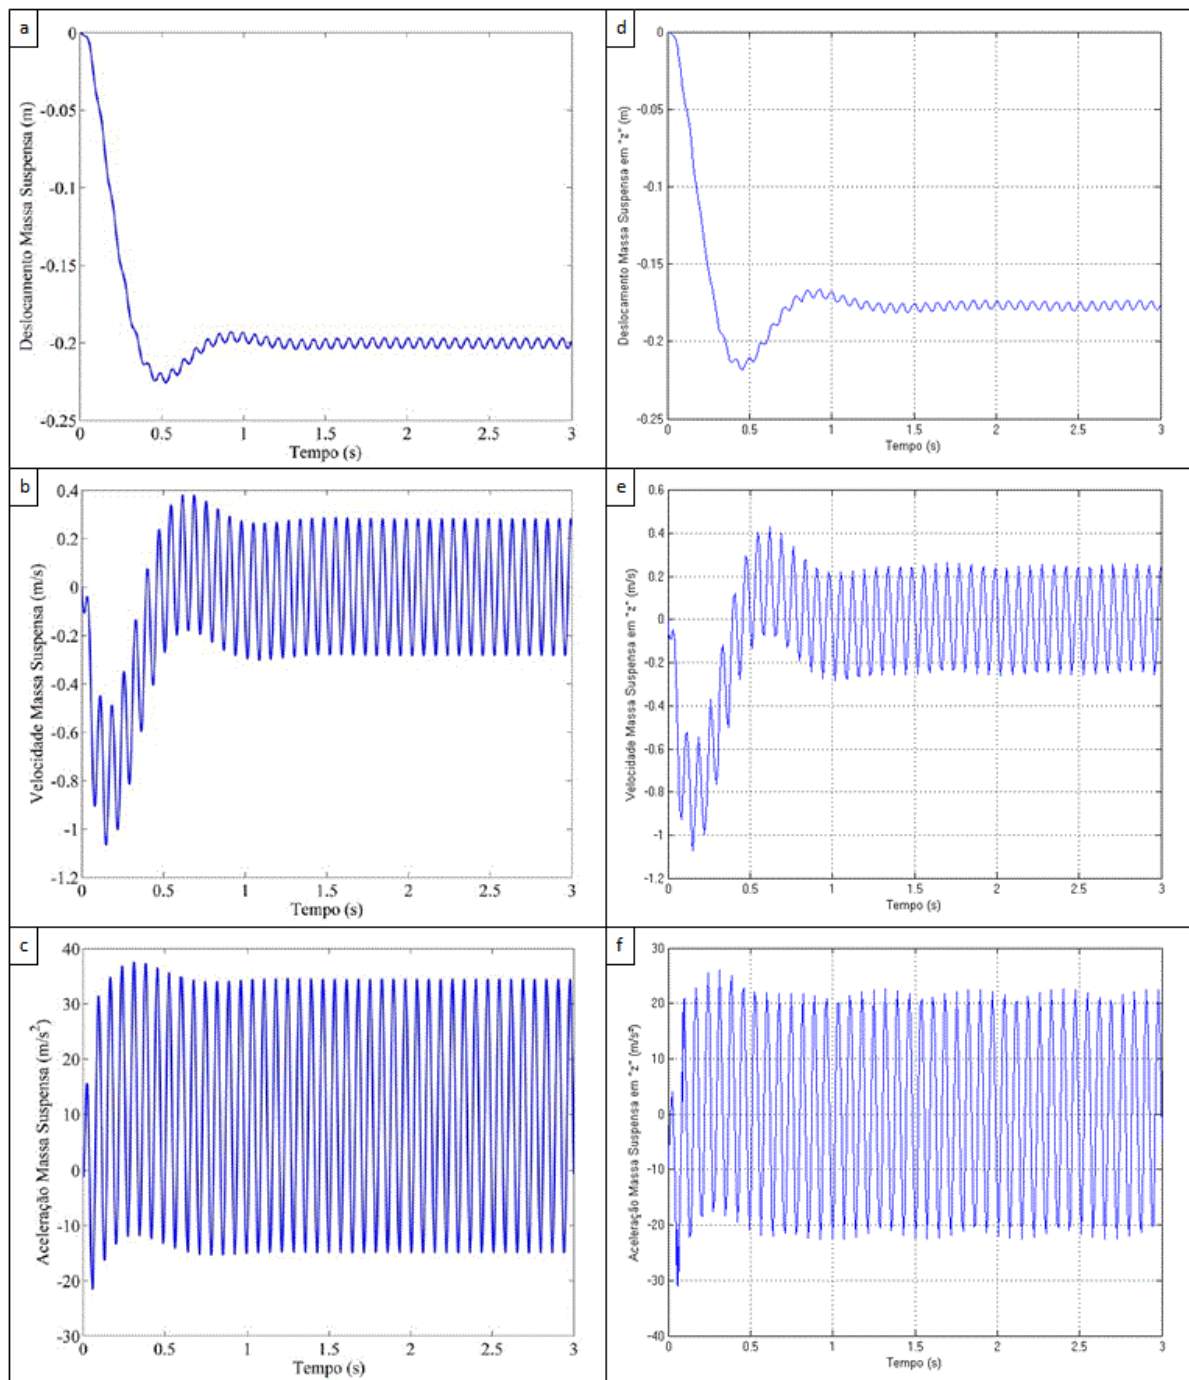 a
Deslocamento Massa Suspensa (m)
0
-0.05
-0.1
-0.15
-0.2
-0.25
0 0.5 1 1.5 2 2.5 3
Tempo (s)
d
Deslocamento Massa Suspensa em "z" (m)
0
-0.05
-0.1
-0.15
-0.2
-0.25
0 0.5 1 1.5 2 2.5 3
Tempo (s)
b
Velocidade Massa Suspensa (m/s)
0.4
0.2
0
-0.2
-0.4
-0.6
-0.8
-1
-1.2
0 0.5 1 1.5 2 2.5 3
Tempo (s)
e
Velocidade Massa Suspensa em "z" (m/s)
0.6
0.4
0.2
0
-0.2
-0.4
-0.6
-0.8
-1
-1.2
0 0.5 1 1.5 2 2.5 3
Tempo (s)
c
Aceleração Massa Suspensa (m/s²)
40
30
20
10
0
-10
-20
-30
0 0.5 1 1.5 2 2.5 3
Tempo (s)
f
Aceleração Massa Suspensa em "z" (m/s²)
30
20
10
0
-10
-20
-30
-40
0 0.5 1 1.5 2 2.5 3
Tempo (s)